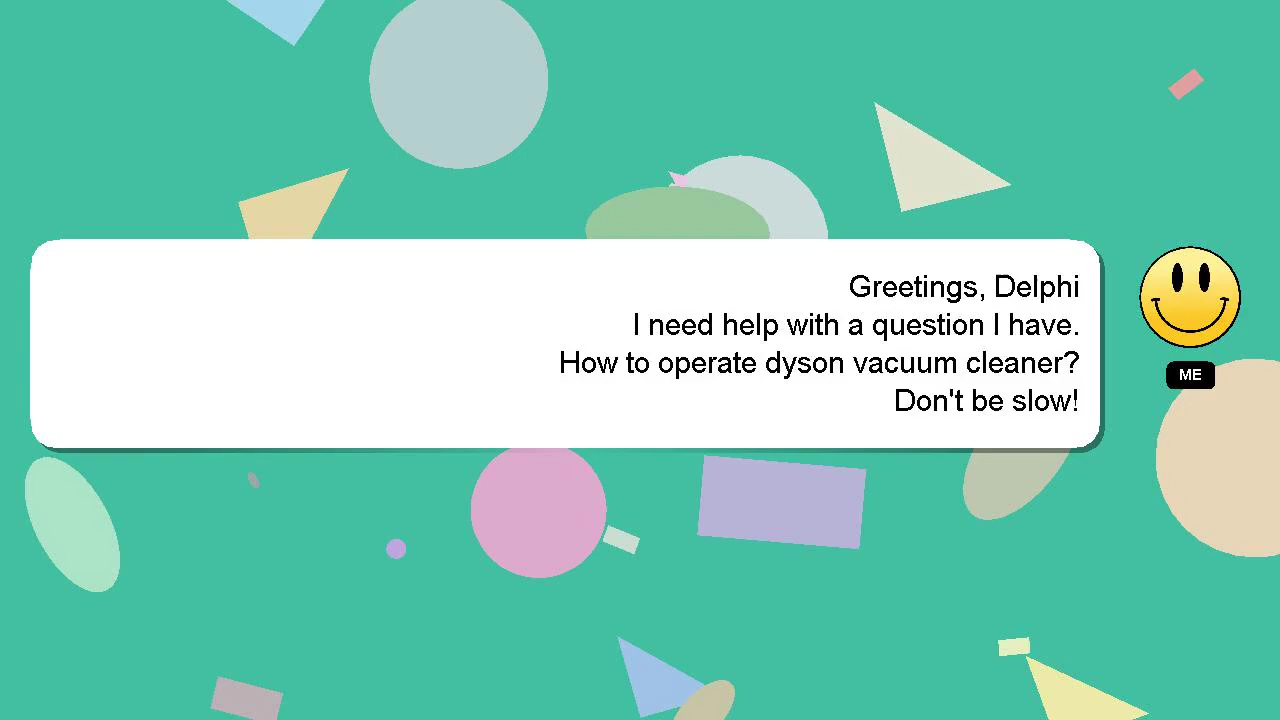 Greetings, Delphi
I need help with a question I have.
How to operate dyson vacuum cleaner?
Don't be slow!
ME